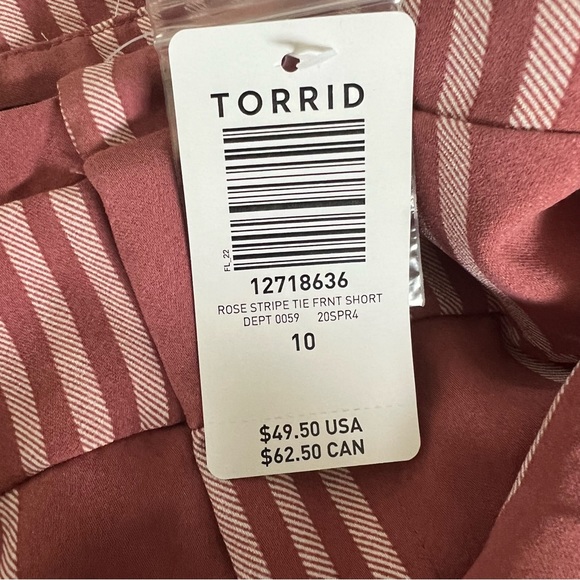 TORRID
FL_22
12718636
ROSE STRIPE TIE FRNT SHORT
DEPT 0059 20SPR4
10
$49.50 USA
$62.50 CAN